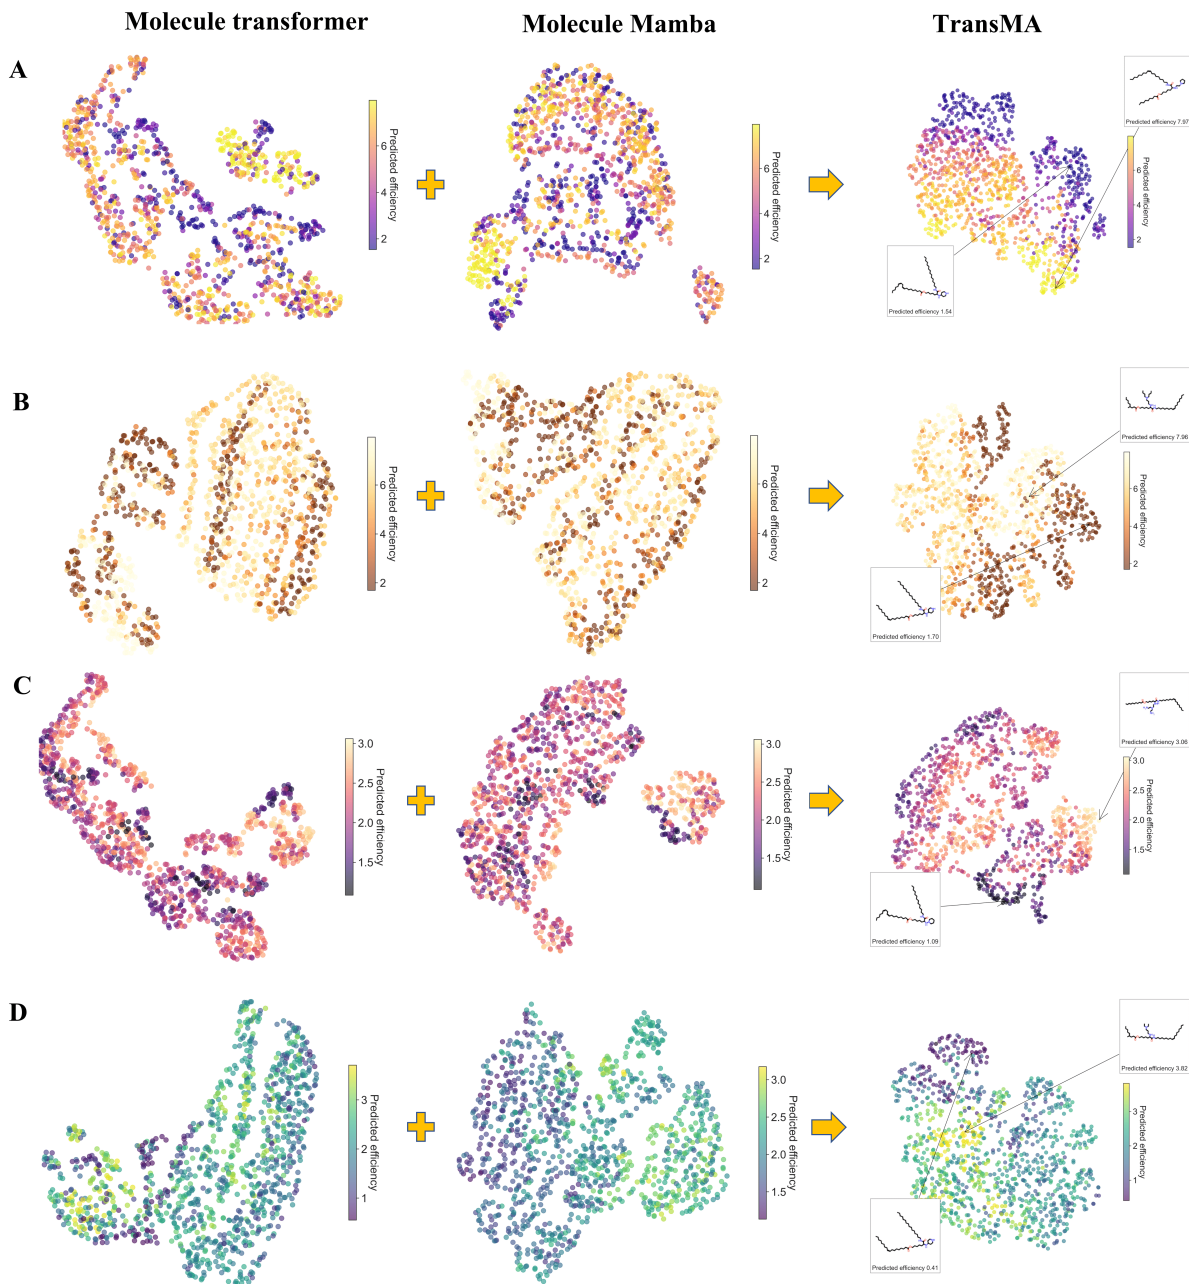 Molecule transformer Molecule Mamba TransMA
A
6
4
2
Predicted efficiency
6
4
2
Predicted efficiency
Predicted efficiency 7.97
6
4
2
Predicted efficiency
Predicted efficiency 1.54
B
6
4
2
Predicted efficiency
6
4
2
Predicted efficiency
Predicted efficiency 7.96
6
4
2
Predicted efficiency
Predicted efficiency 1.70
C
3.0
2.5
2.0
1.5
Predicted efficiency
3.0
2.5
2.0
1.5
Predicted efficiency
Predicted efficiency 3.06
3.0
2.5
2.0
1.5
Predicted efficiency
Predicted efficiency 1.09
D
3
2
1
Predicted efficiency
3.0
2.5
2.0
1.5
Predicted efficiency
Predicted efficiency 3.82
3
2
1
Predicted efficiency
Predicted efficiency 0.41